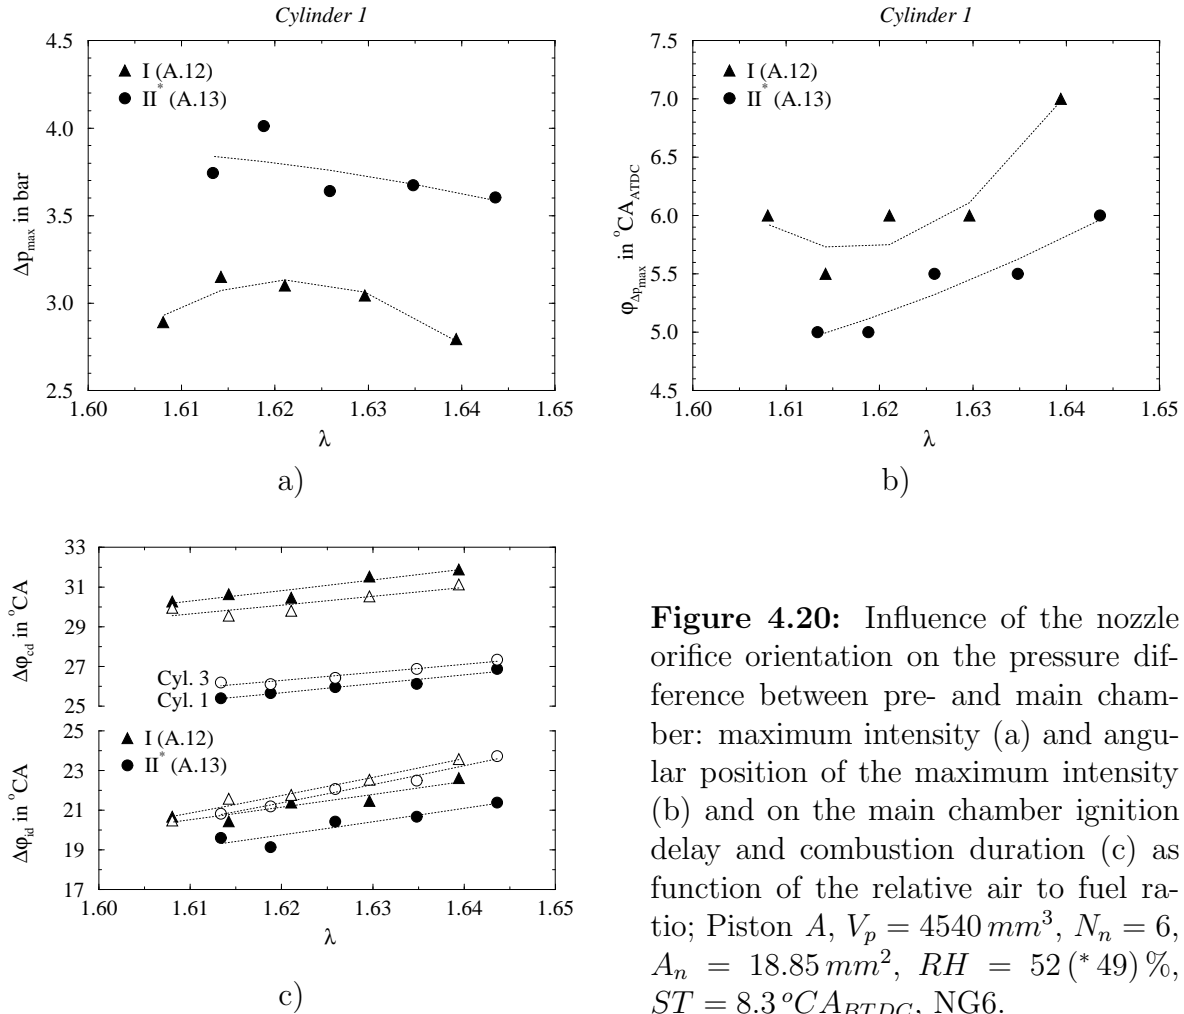 Cylinder 1
4.5
4.0
3.5
3.0
2.5
Δp_max in bar
I (A.12)
II* (A.13)
1.60 1.61 1.62 1.63 1.64 1.65
λ
a)
Cylinder 1
7.5
7.0
6.5
6.0
5.5
5.0
4.5
φ_Δp_max in °CA_ATDC
I (A.12)
II* (A.13)
1.60 1.61 1.62 1.63 1.64 1.65
λ
b)
33
31
29
27
25
Δφ_cd in °CA
Cyl. 3
Cyl. 1
25
23
21
19
17
Δφ_id in °CA
I (A.12)
II* (A.13)
1.60 1.61 1.62 1.63 1.64 1.65
λ
c)
Figure 4.20: Influence of the nozzle
orifice orientation on the pressure dif-
ference between pre- and main cham-
ber: maximum intensity (a) and angu-
lar position of the maximum intensity
(b) and on the main chamber ignition
delay and combustion duration (c) as
function of the relative air to fuel ra-
tio; Piston A, V_p = 4540 mm³, N_n = 6,
A_n = 18.85 mm², RH = 52 (* 49) %,
ST = 8.3 °CA_BTDC, NG6.